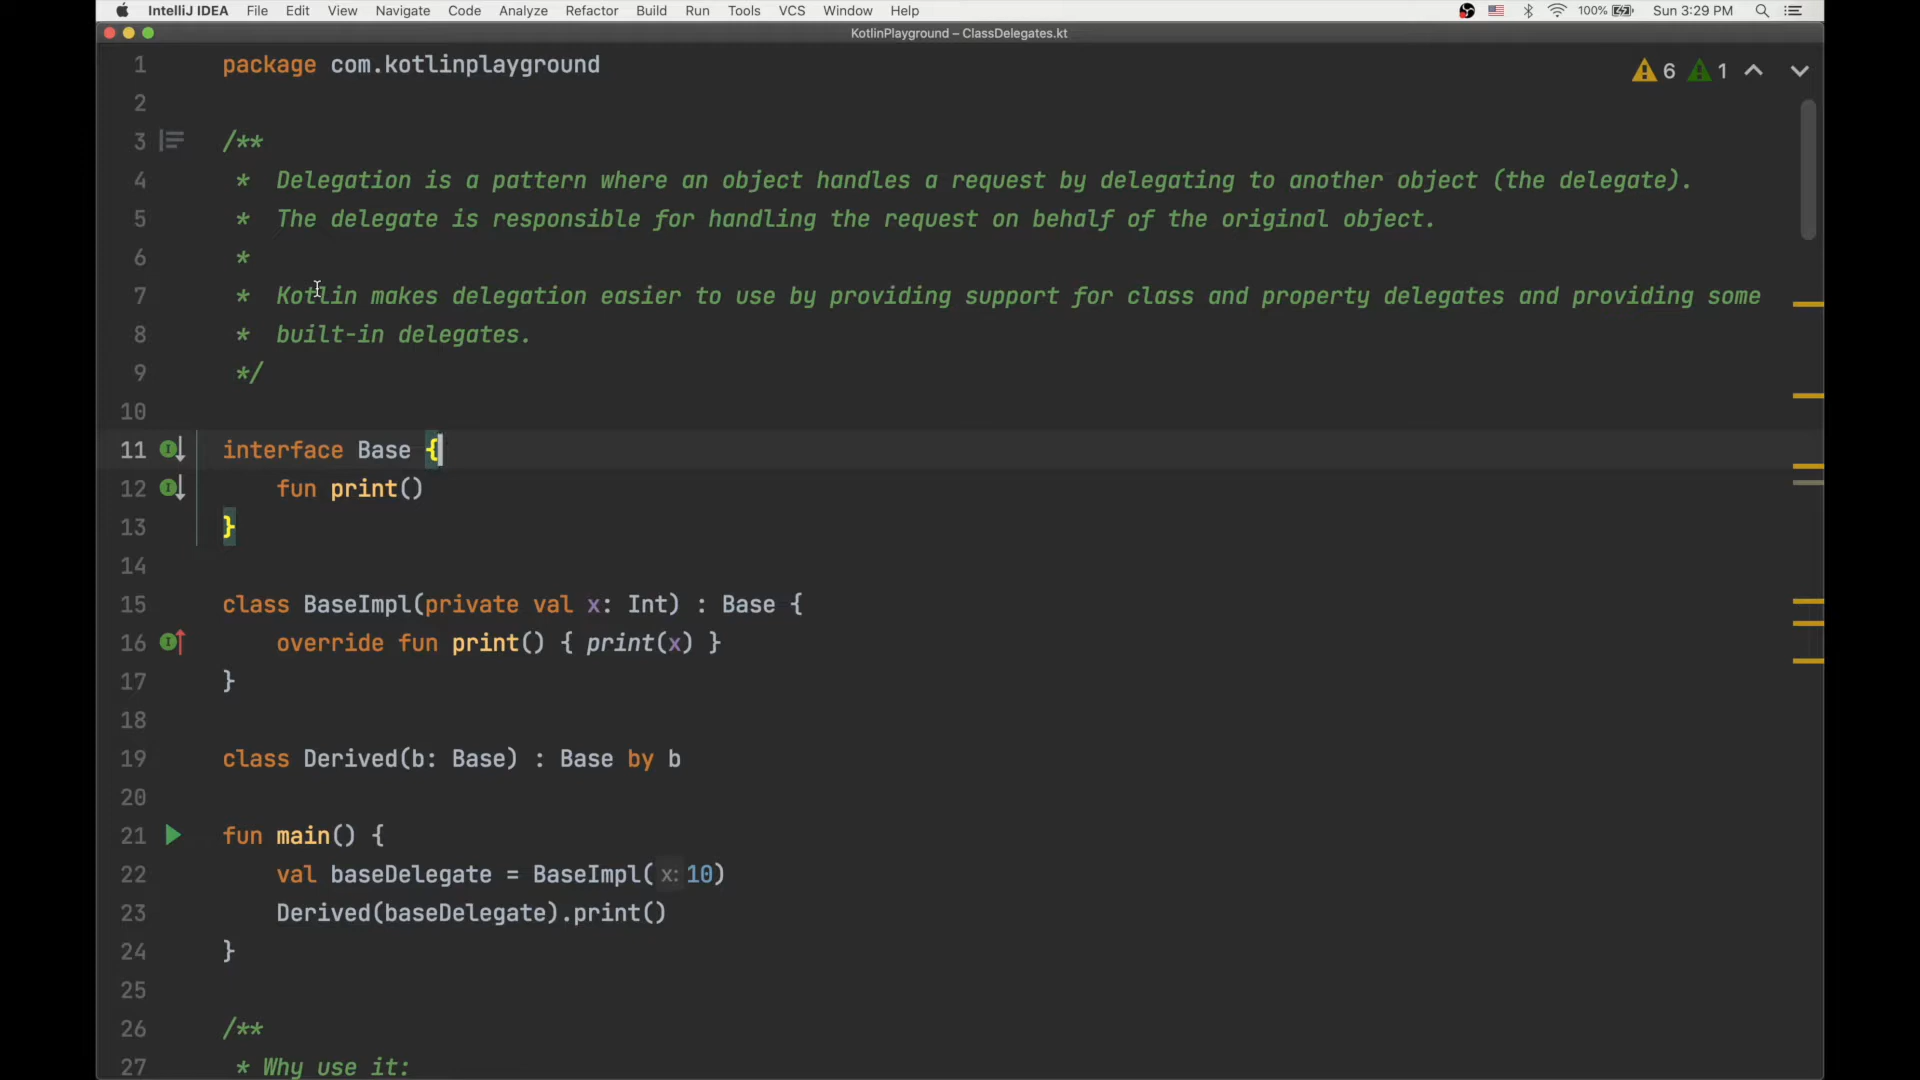 IntelliJ IDEA File Edit View Navigate Code Analyze Refactor Build Run Tools VCS Window Help 100% Sun 3:29 PM
KotlinPlayground – ClassDelegates.kt
6 1
1 package com.kotlinplayground
2
3 /**
4 * Delegation is a pattern where an object handles a request by delegating to another object (the delegate).
5 * The delegate is responsible for handling the request on behalf of the original object.
6 *
7 * Kotlin makes delegation easier to use by providing support for class and property delegates and providing some
8 * built-in delegates.
9 */
10
11 interface Base {
12 fun print()
13 }
14
15 class BaseImpl(private val x: Int) : Base {
16 override fun print() { print(x) }
17 }
18
19 class Derived(b: Base) : Base by b
20
21 fun main() {
22 val baseDelegate = BaseImpl( x: 10)
23 Derived(baseDelegate).print()
24 }
25
26 /**
27 * Why use it: